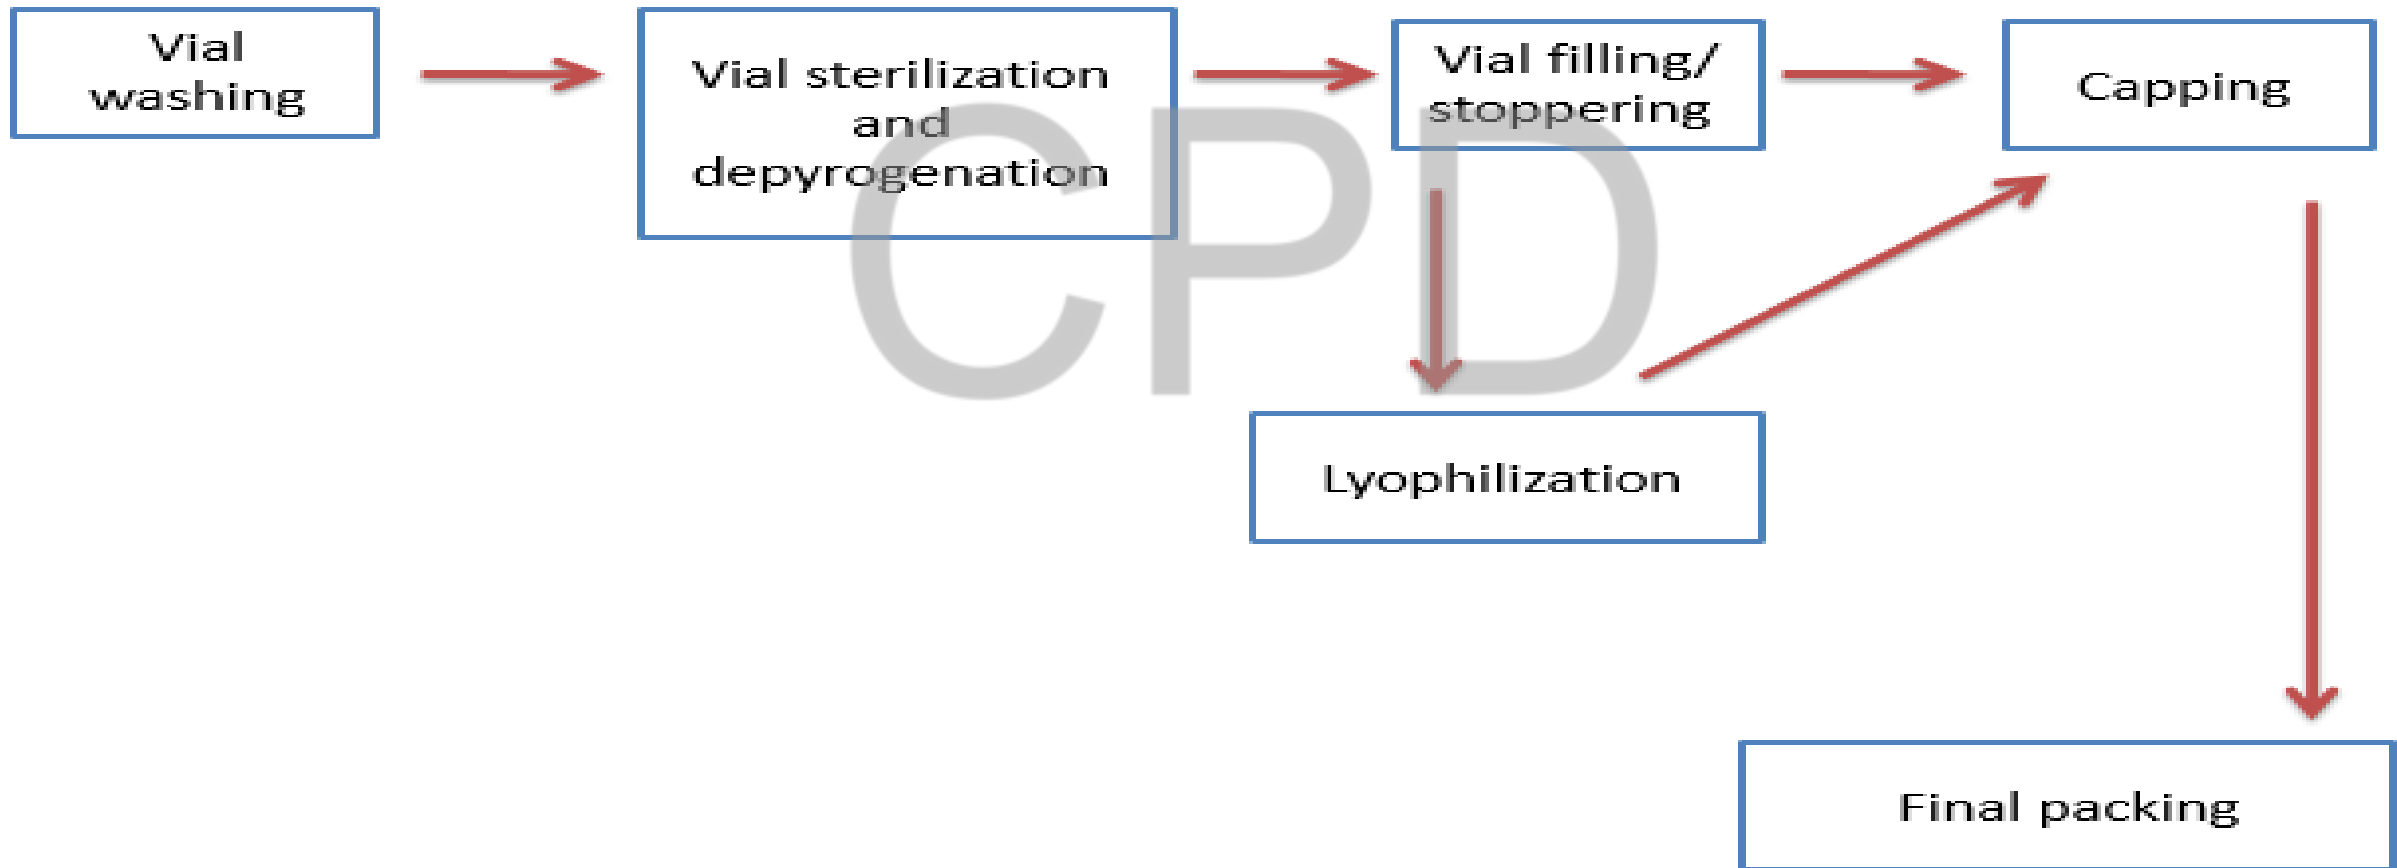 Vial
washing
Vial sterilization
and
depyrogenation
Vial filling/
stoppering
Capping
CPD
Lyophilization
Final packing